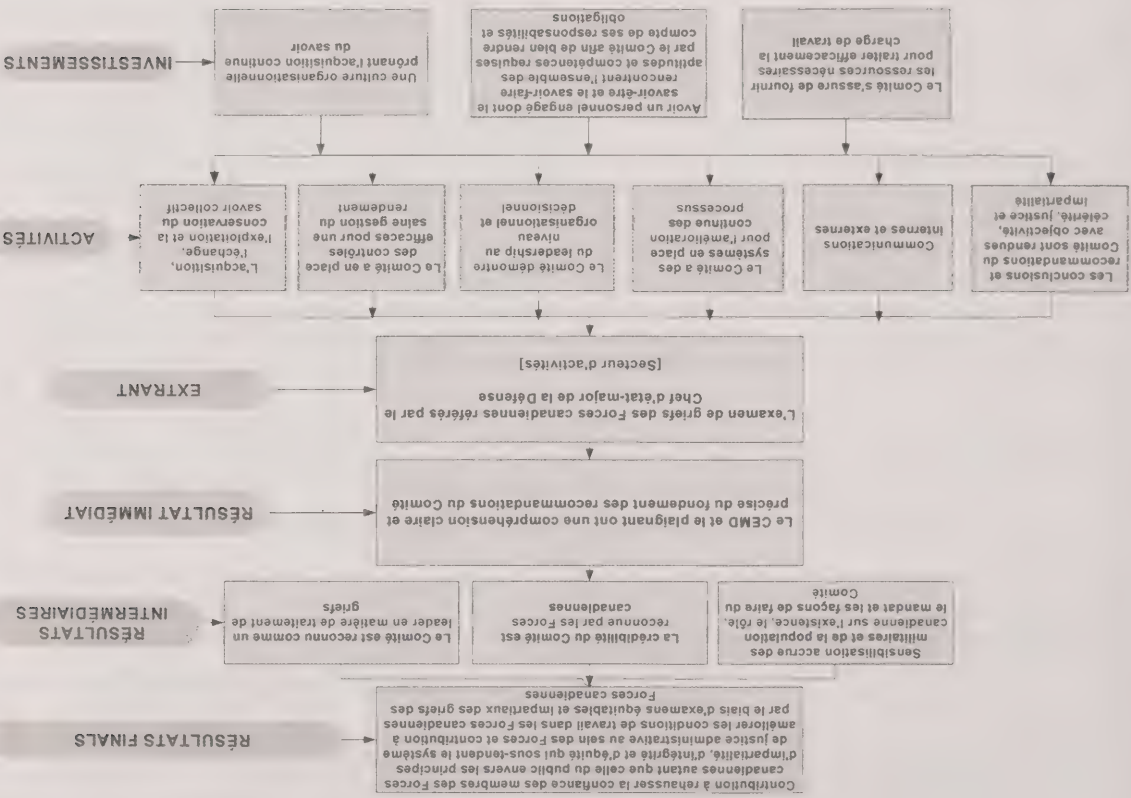 RÉSULTATS FINALS
Contribution à rehausser la confiance des membres des Forces
canadiennes autant que celle du public envers les principes
d'impartialité, d'intégrité et d'équité qui sous-tendent le système
de justice administrative au sein des Forces et contribution à
améliorer les conditions de travail dans les Forces canadiennes
par le biais d'examens équitables et impartiaux des griefs des
Forces canadiennes
RÉSULTATS
INTERMÉDIAIRES
Le Comité est reconnu comme un
leader en matière de traitement de
griefs
La crédibilité du Comité est
reconnue par les Forces
canadiennes
Sensibilisation accrue des
militaires et de la population
canadienne sur l'existence, le rôle,
le mandat et les façons de faire du
Comité
RÉSULTAT IMMÉDIAT
Le CEMD et le plaignant ont une compréhension claire et
précise du fondement des recommandations du Comité
EXTRANT
L'examen de griefs des Forces canadiennes référés par le
Chef d'état-major de la Défense
[Secteur d'activités]
ACTIVITÉS
L'acquisition,
l'échange,
l'exploitation et la
conservation du
savoir collectif
Le Comité a en place
des contrôles
efficaces pour une
saine gestion du
rendement
Le Comité démontre
du leadership au
niveau
organisationnel et
décisionnel
Le Comité a des
systèmes en place
pour l'amélioration
continue des
processus
Communications
internes et externes
Les conclusions et
recommandations du
Comité sont rendues
avec objectivité,
célérité, justice et
impartialité
INVESTISSEMENTS
Une culture organisationnelle
prônant l'acquisition continue
du savoir
Avoir un personnel engagé dont le
savoir-être et le savoir-faire
rencontrent l'ensemble des
aptitudes et compétences requises
par le Comité afin de bien rendre
compte de ses responsabilités et
obligations
Le Comité s'assure de fournir
les ressources nécessaires
pour traiter efficacement la
charge de travail